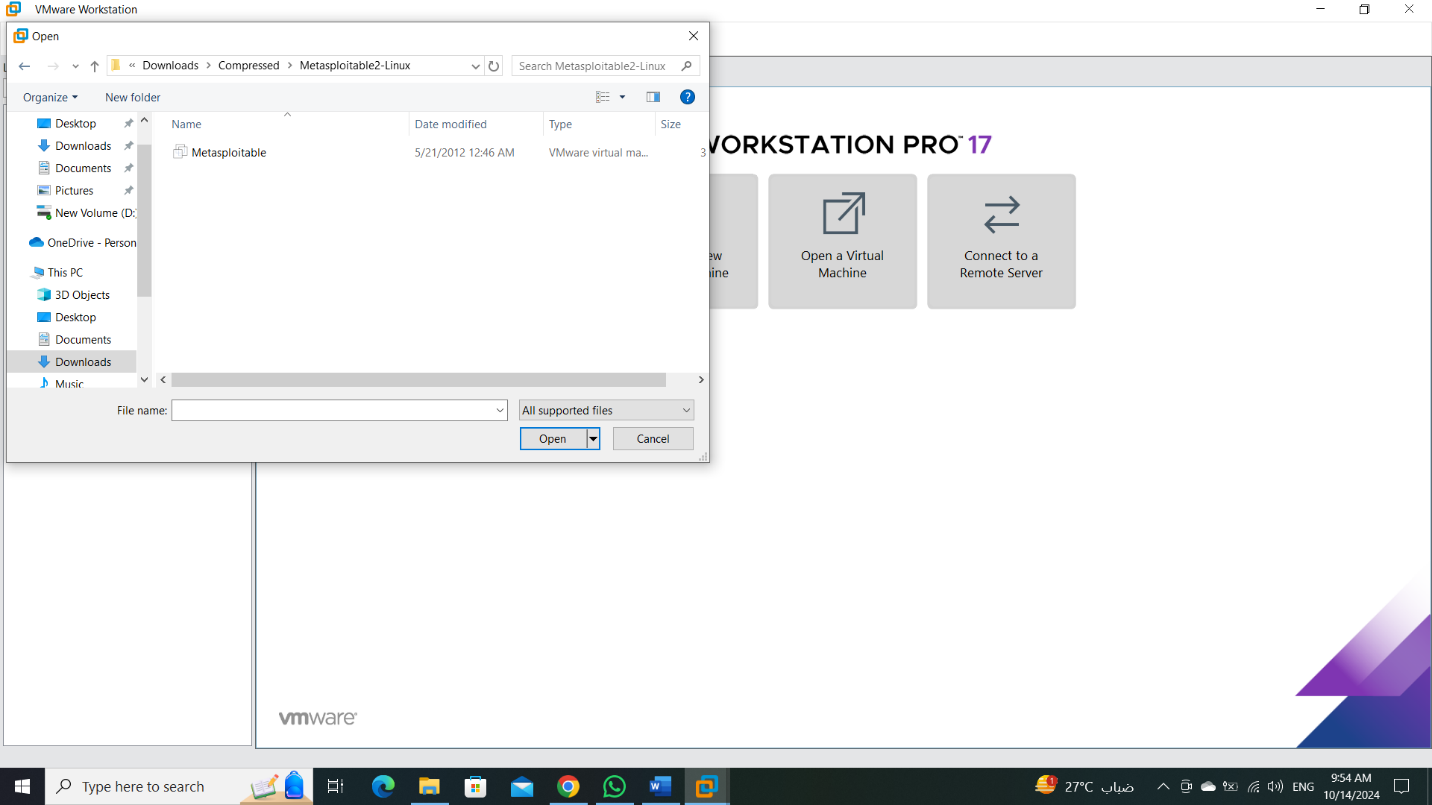 VMware Workstation
Open
« Downloads > Compressed > Metasploitable2-Linux
Search Metasploitable2-Linux
Organize
New folder
Name
Date modified
Type
Size
Metasploitable
5/21/2012 12:46 AM
VMware virtual ma...
3
Desktop
Downloads
Documents
Pictures
New Volume (D:
OneDrive - Person
This PC
3D Objects
Desktop
Documents
Downloads
Music
File name:
All supported files
Open
Cancel
WORKSTATION PRO™ 17
ew
ine
Open a Virtual
Machine
Connect to a
Remote Server
vmware
Type here to search
27°C ضباب
1
ENG
9:54 AM
10/14/2024